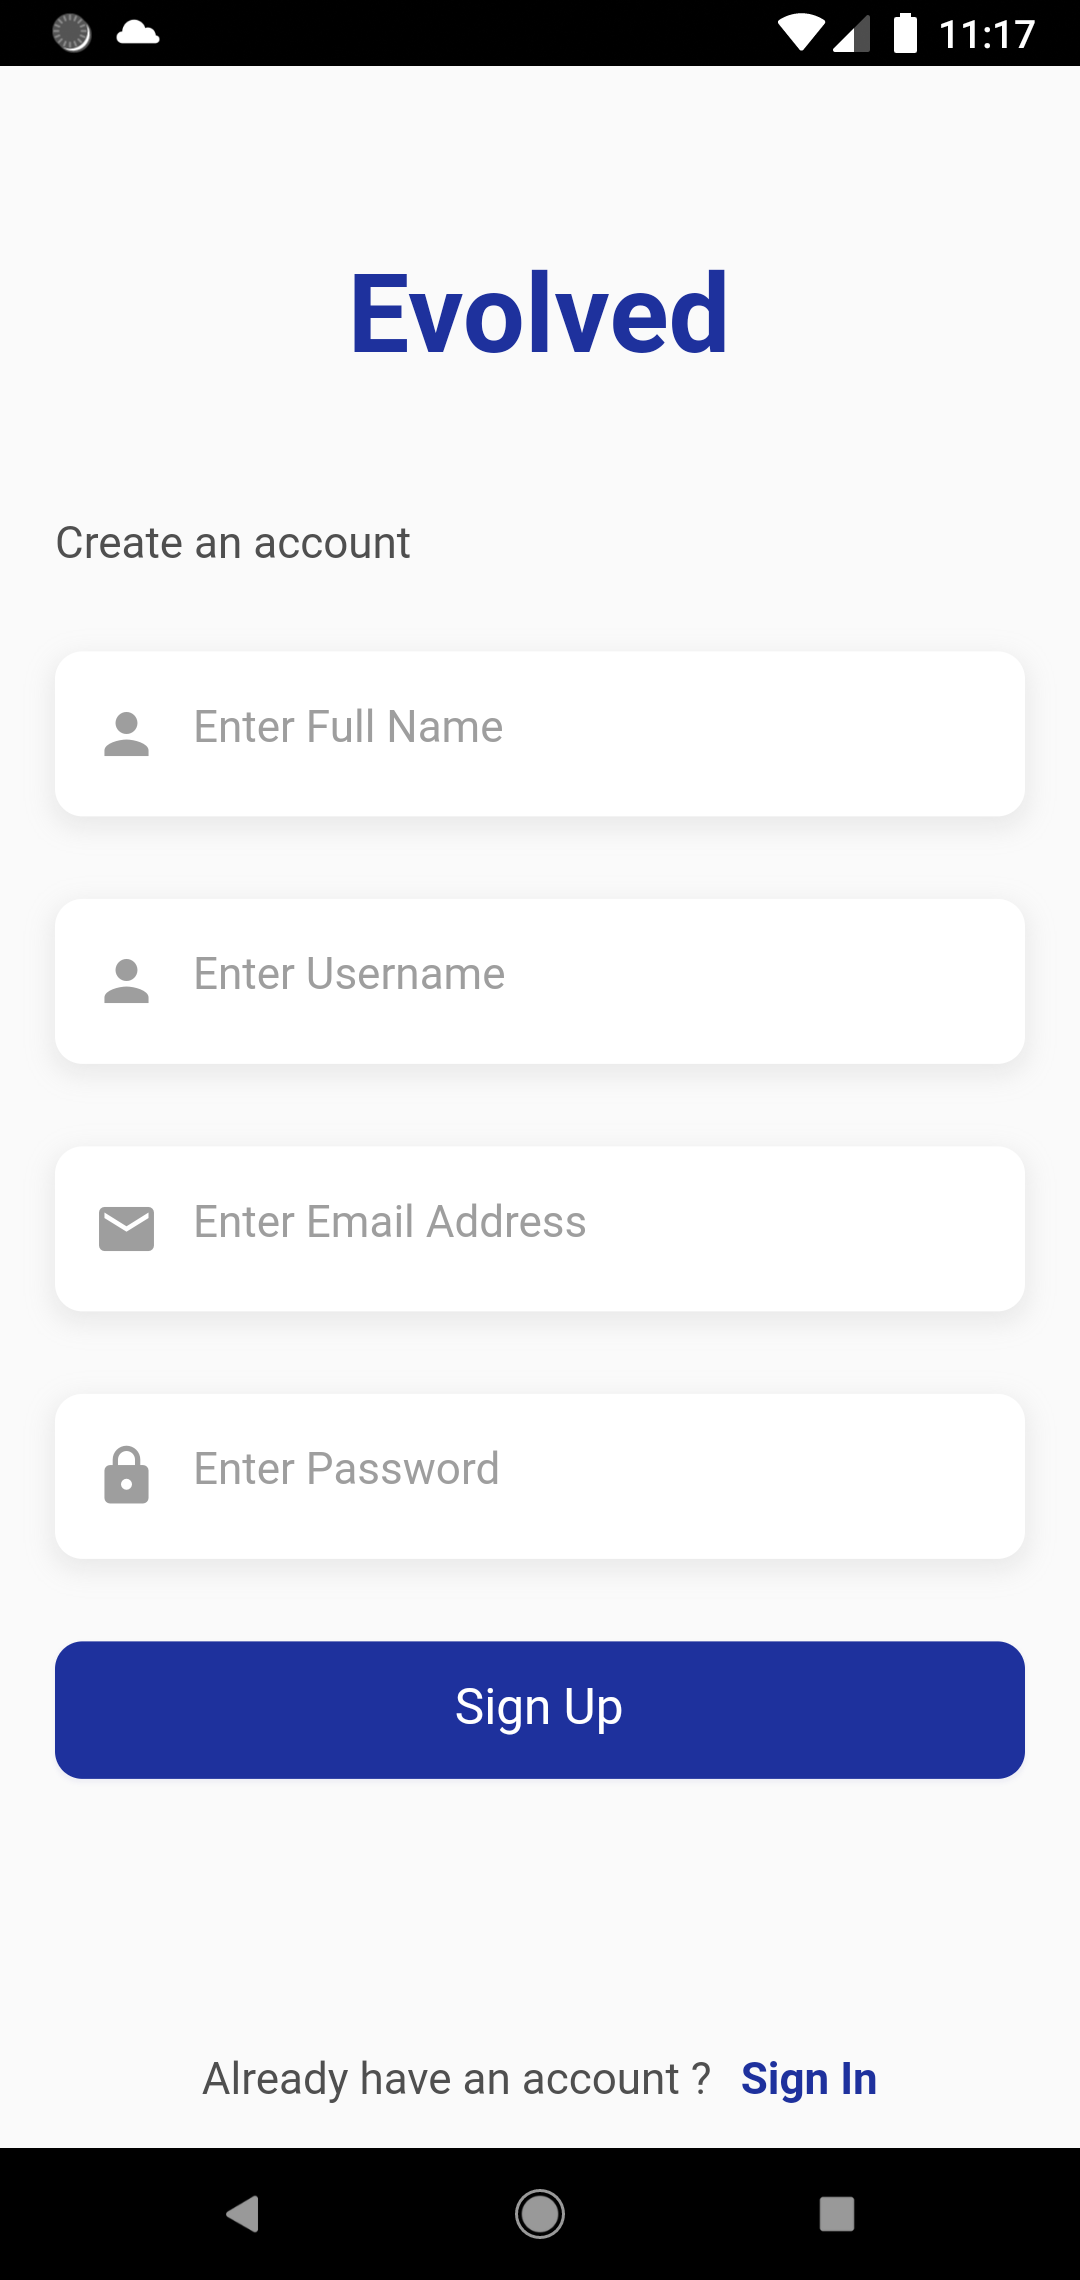 11:17
Evolved
Create an account
Enter Full Name
Enter Username
Enter Email Address
Enter Password
Sign Up
Already have an account ? Sign In